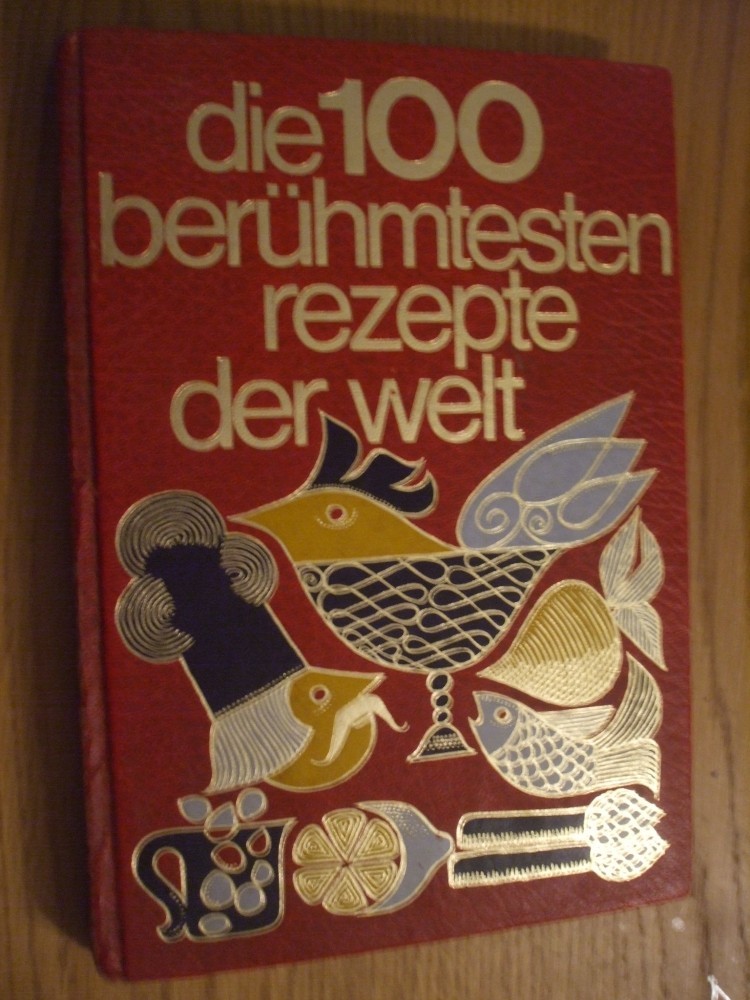 die 100
berühmtesten
rezepte
der welt